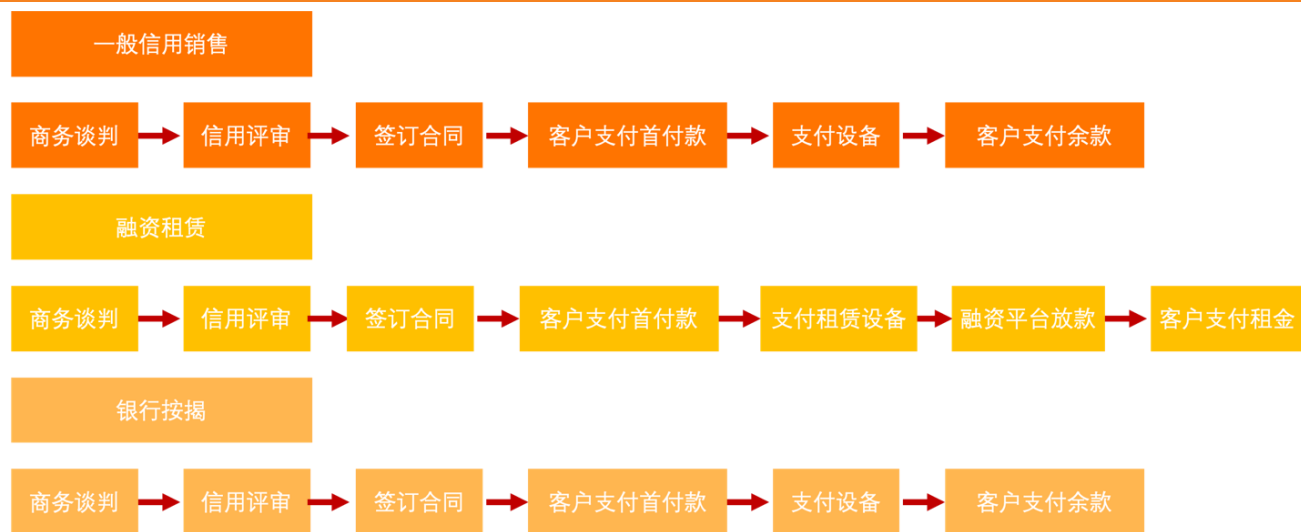 一般信用销售
商务谈判 信用评审 签订合同 客户支付首付款 支付设备 客户支付余款
融资租赁
商务谈判 信用评审 签订合同 客户支付首付款 支付租赁设备 融资平台放款 客户支付租金
银行按揭
商务谈判 信用评审 签订合同 客户支付首付款 支付设备 客户支付余款